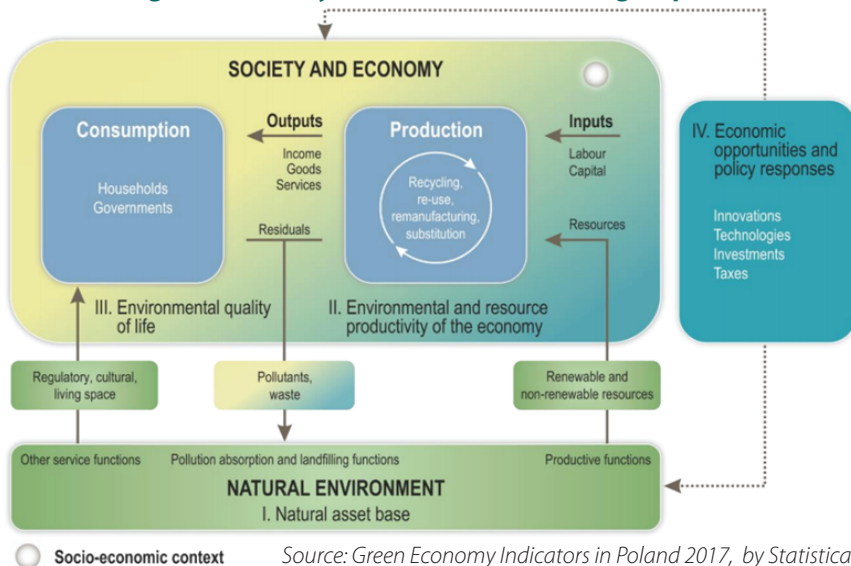 SOCIETY AND ECONOMY
Consumption
Households
Governments
Outputs
Income
Goods
Services
Residuals
Production
Recycling,
re-use,
remanufacturing,
substitution
Inputs
Labour
Capital
Resources
III. Environmental quality
of life
II. Environmental and resource
productivity of the economy
IV. Economic
opportunities and
policy responses
Innovations
Technologies
Investments
Taxes
Regulatory, cultural,
living space
Pollutants,
waste
Renewable and
non-renewable resources
Other service functions
Pollution absorption and landfilling functions
Productive functions
NATURAL ENVIRONMENT
I. Natural asset base
Socio-economic context
Source: Green Economy Indicators in Poland 2017, by Statistica